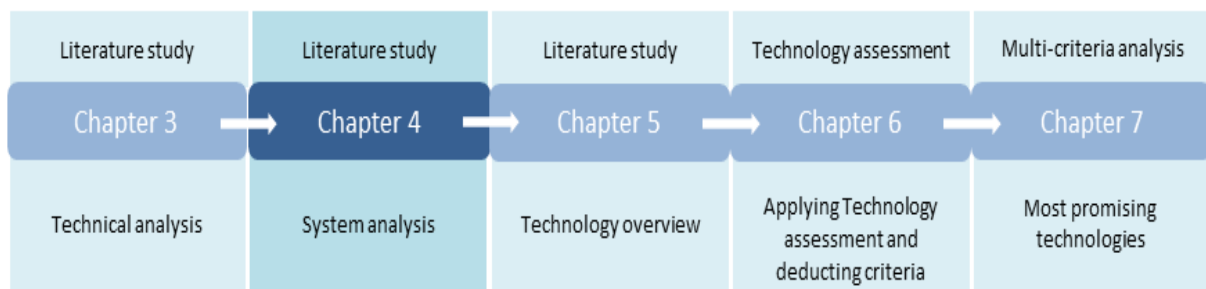 Literature study
Literature study
Literature study
Technology assessment
Multi-criteria analysis
Chapter 3
Chapter 4
Chapter 5
Chapter 6
Chapter 7
Technical analysis
System analysis
Technology overview
Applying Technology
assessment and
deducting criteria
Most promising
technologies